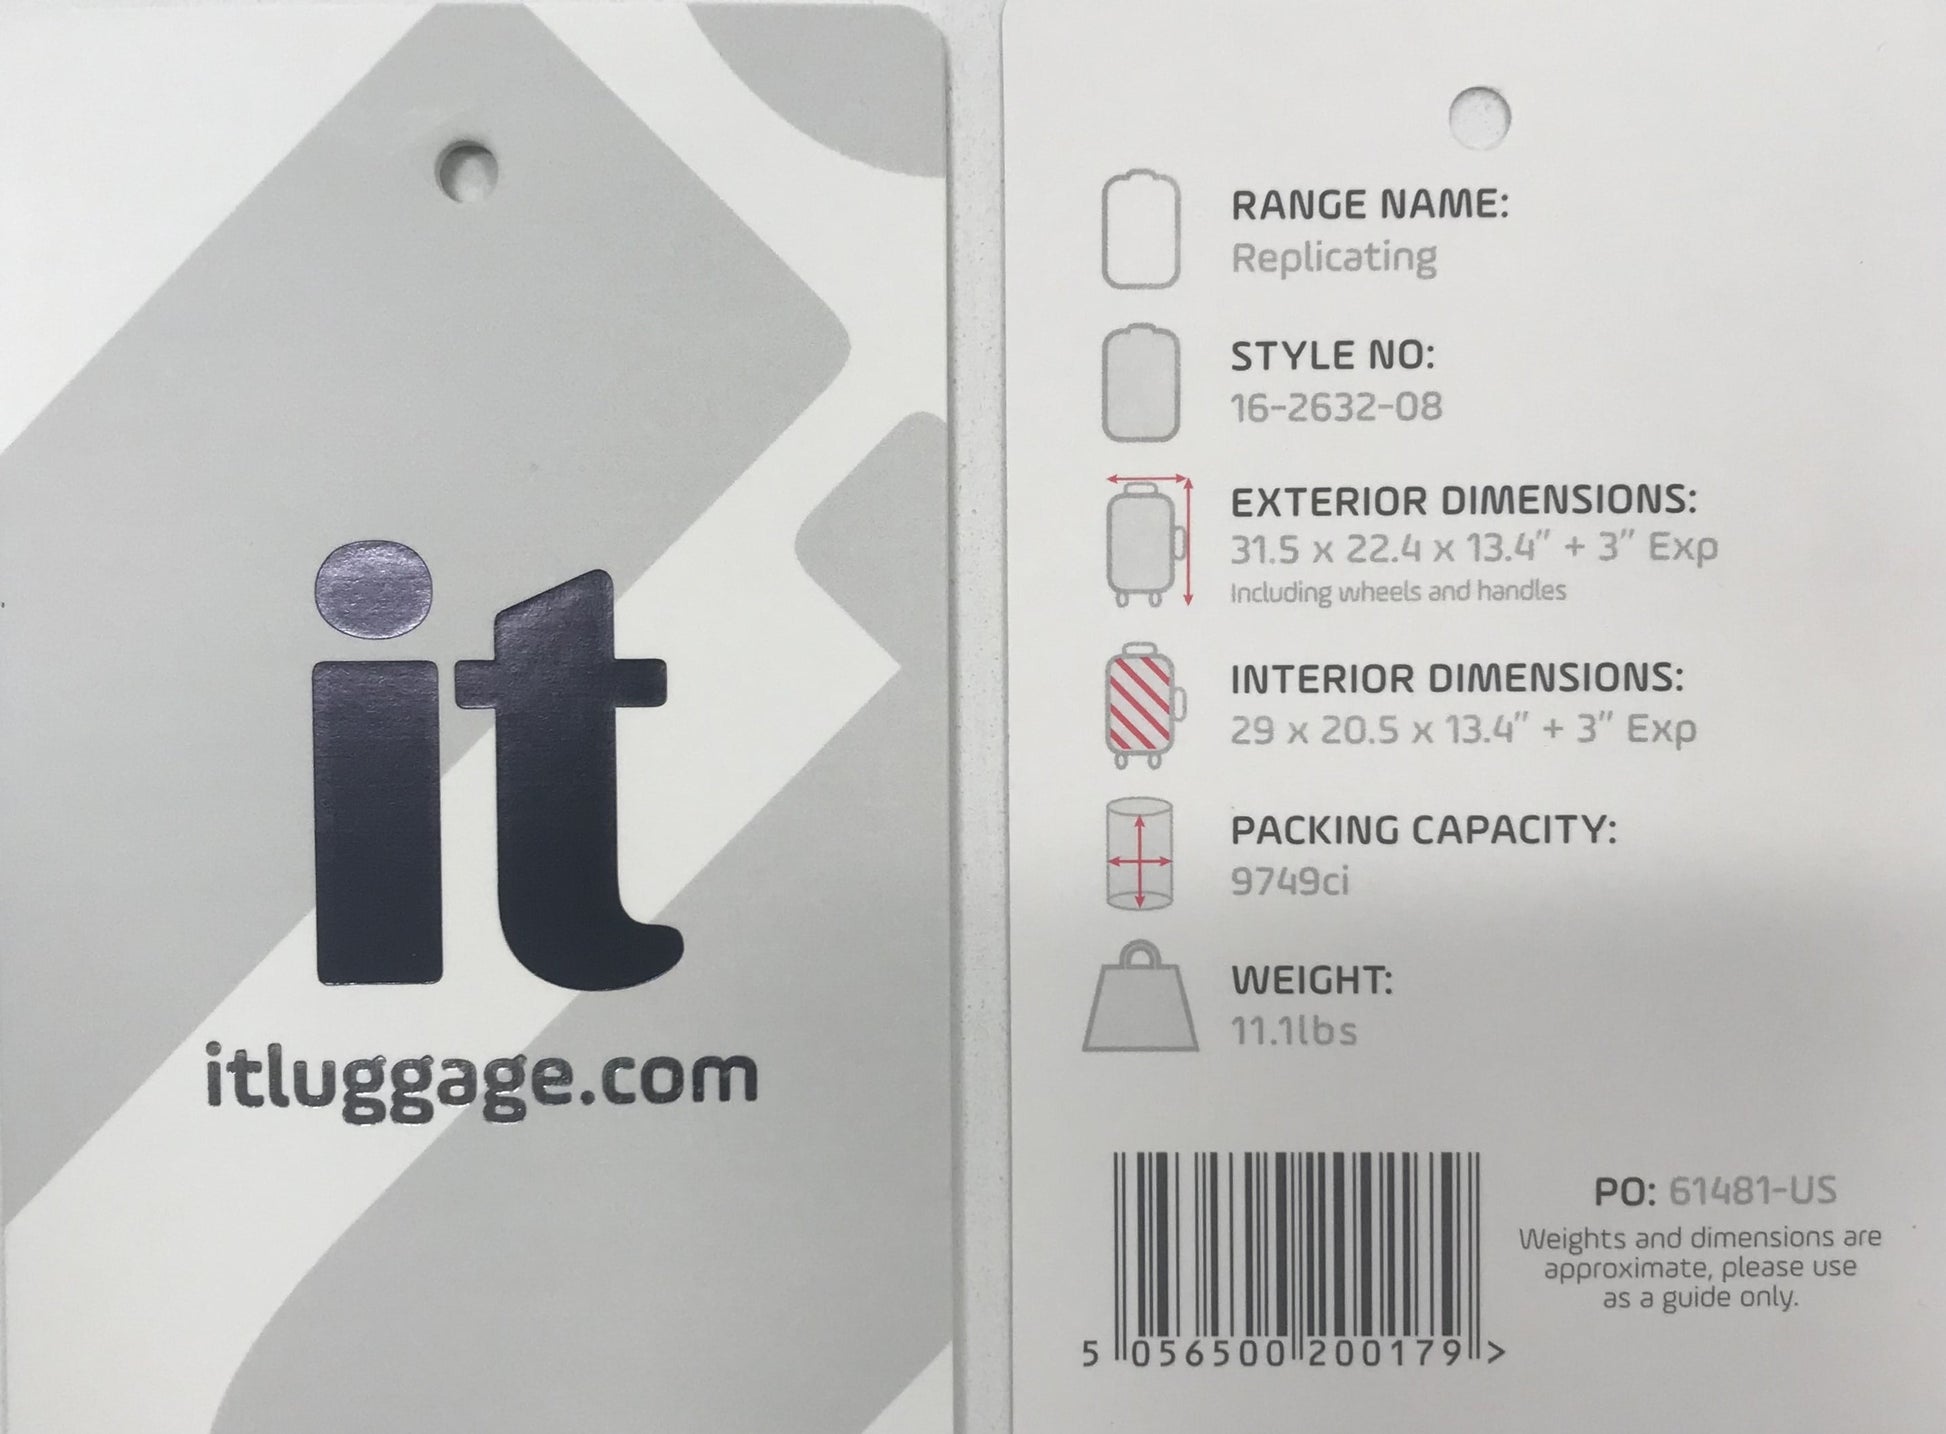 it
itluggage.com
RANGE NAME:
Replicating
STYLE NO:
16-2632-08
EXTERIOR DIMENSIONS:
31.5 x 22.4 x 13.4" + 3" Exp
Including wheels and handles
INTERIOR DIMENSIONS:
29 x 20.5 x 13.4" + 3" Exp
PACKING CAPACITY:
9749ci
WEIGHT:
11.1lbs
5 056500 200179 >
PO: 61481-US
Weights and dimensions are
approximate, please use
as a guide only.